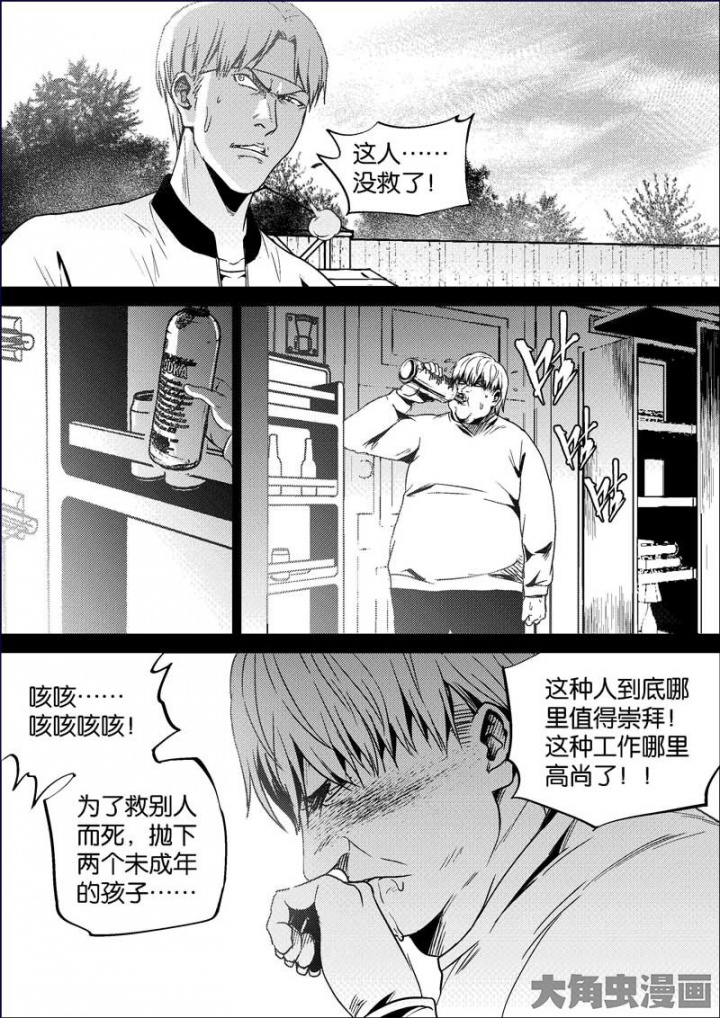 这人……
没救了!
咕
咕
咕
咳咳……
咳咳咳咳!
这种人到底哪
里值得崇拜!
这种工作哪里
高尚了!!
为了救别人
而死,抛下
两个未成年
的孩子……
大角虫漫画